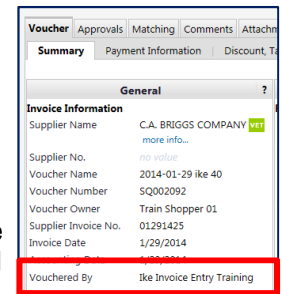 Voucher Approvals Matching Comments Attachm
Summary Payment Information Discount, Ta
General ?
Invoice Information
Supplier Name C.A. BRIGGS COMPANY VET
more info...
Supplier No. no value
Voucher Name 2014-01-29 ike 40
Voucher Number SQ002092
Voucher Owner Train Shopper 01
Supplier Invoice No. 01291425
Invoice Date 1/29/2014
Vouchered By Ike Invoice Entry Training